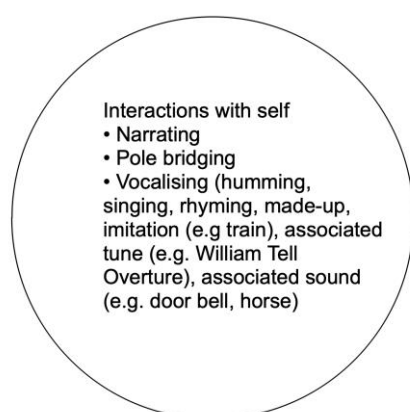 Interactions with self
• Narrating
• Pole bridging
• Vocalising (humming,
singing, rhyming, made-up,
imitation (e.g train), associated
tune (e.g. William Tell
Overture), associated sound
(e.g. door bell, horse)